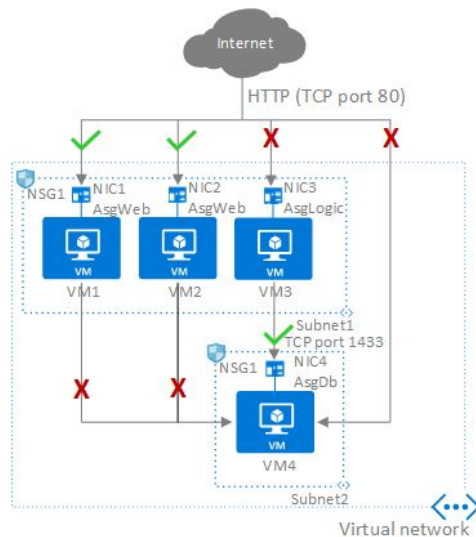 Internet
HTTP (TCP port 80)
X X
NSG1 NIC1 NIC2 NIC3
AsgWeb AsgWeb AsgLogic
VM VM VM
VM1 VM2 VM3
Subnet1
TCP port 1433
X X
NSG1 NIC4
AsgDb
VM
VM4
Subnet2
Virtual network